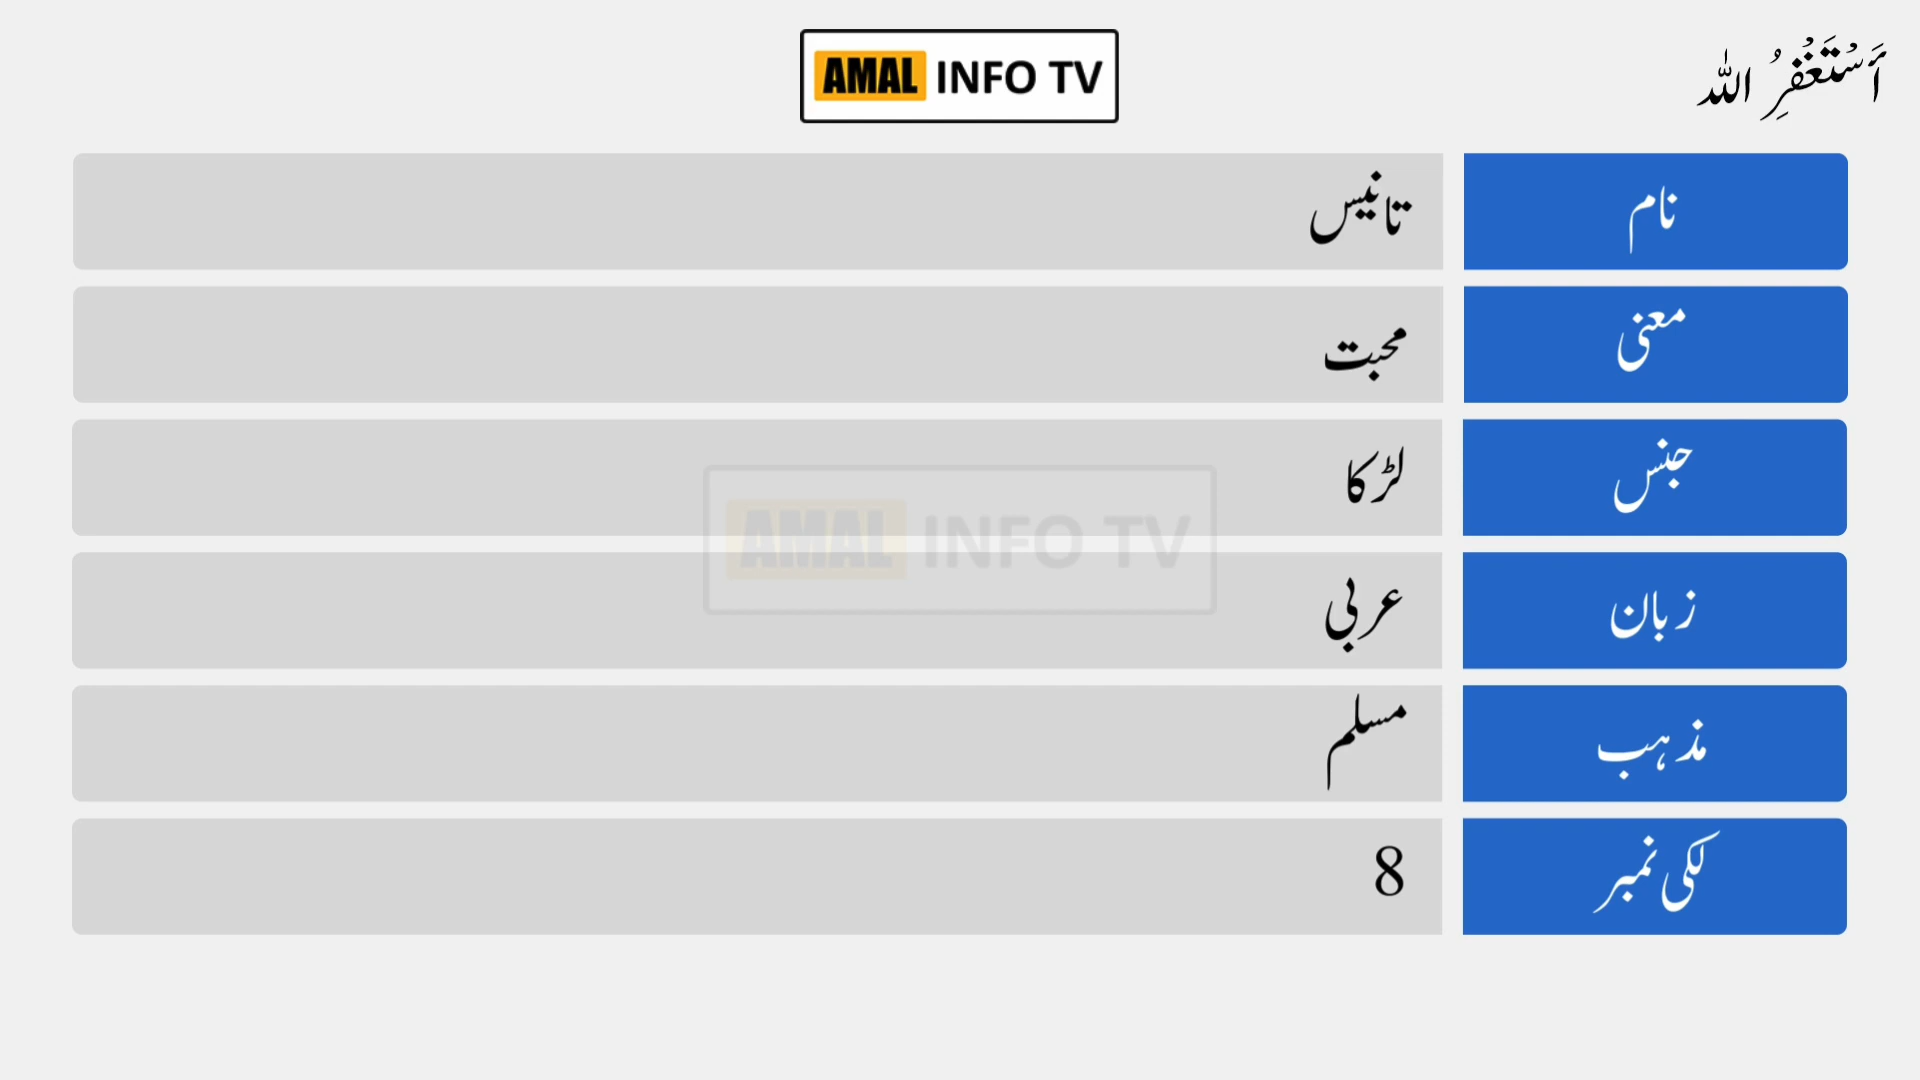 AMAL INFO TV
أَسْتَغْفِرُ اللّٰه
نام تانیس
معنی محبت
جنس لڑکا
AMAL INFO TV
زبان عربی
مذہب مسلم
لکی نمبر 8